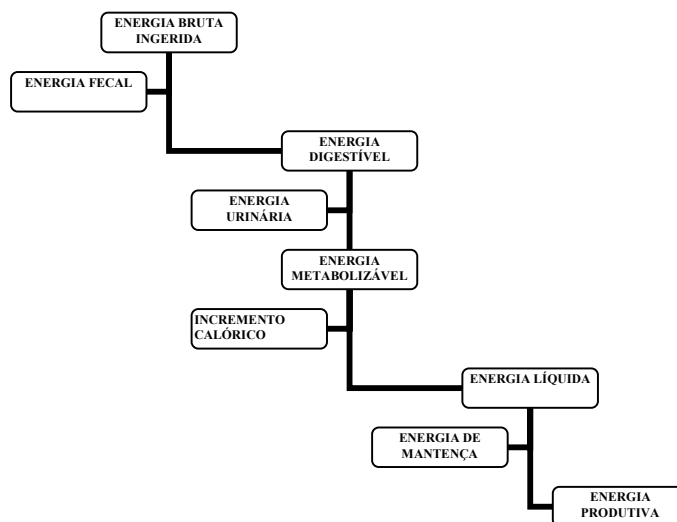 ENERGIA BRUTA
INGERIDA
ENERGIA FECAL
ENERGIA
DIGESTÍVEL
ENERGIA
URINÁRIA
ENERGIA
METABOLIZÁVEL
INCREMENTO
CALÓRICO
ENERGIA LÍQUIDA
ENERGIA DE
MANTENÇA
ENERGIA
PRODUTIVA